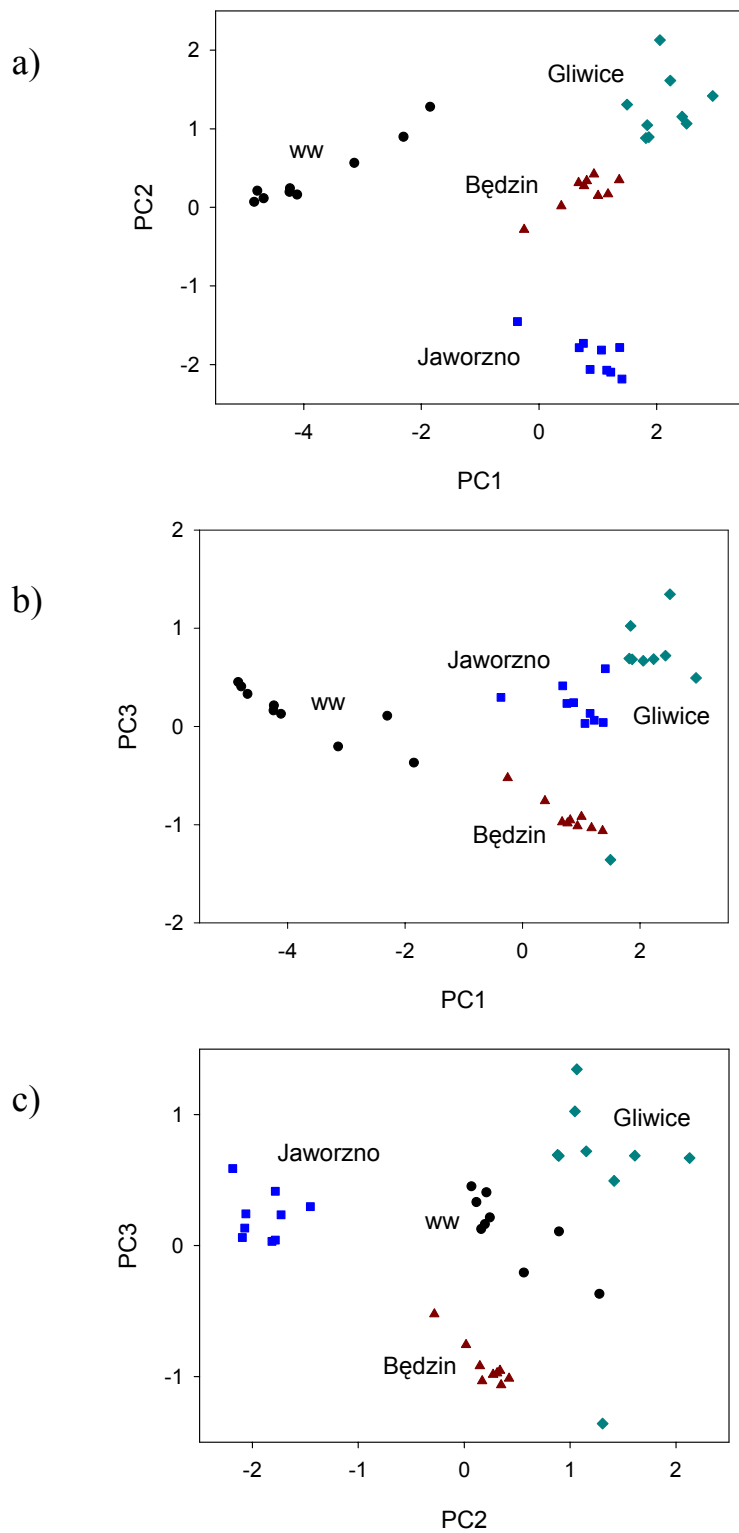 a)
2
1
0
-1
-2
PC2
Gliwice
ww
Będzin
Jaworzno
-4
-2
0
2
PC1
b)
2
1
0
-1
-2
PC3
Jaworzno
ww
Gliwice
Będzin
-4
-2
0
2
PC1
c)
1
0
-1
PC3
Gliwice
Jaworzno
ww
Będzin
-2
-1
0
1
2
PC2